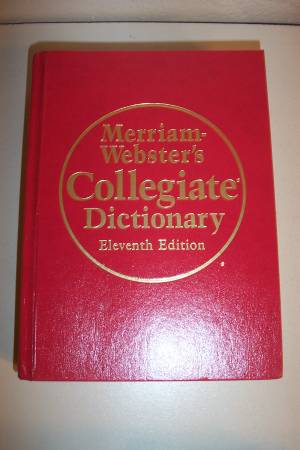 Merriam-
Webster's
Collegiate®
Dictionary
Eleventh Edition